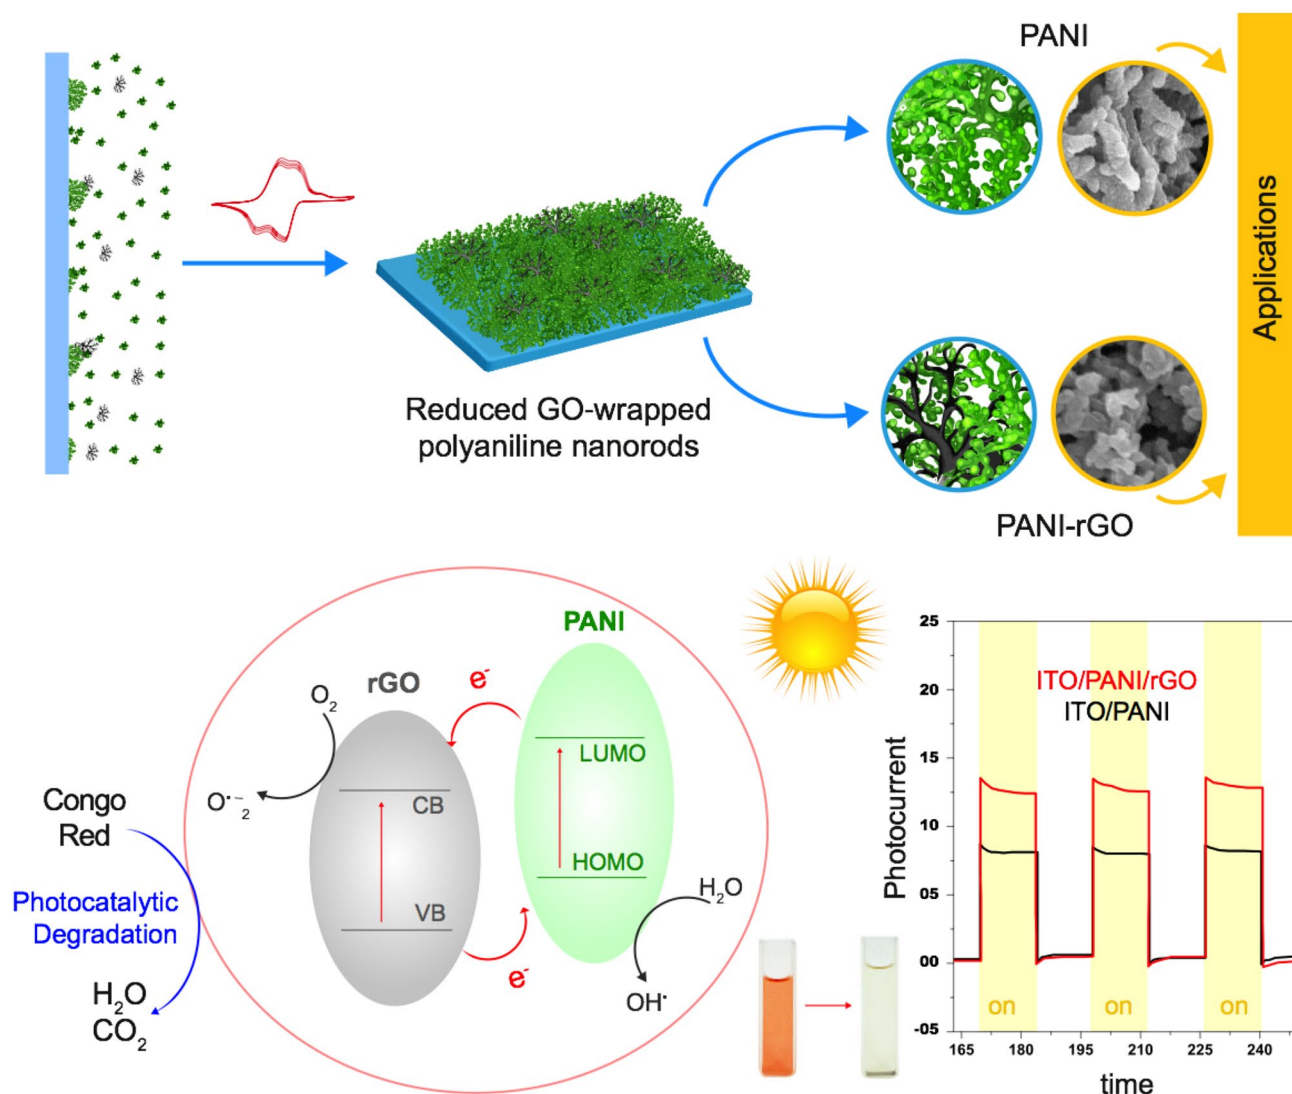 PANI
Applications
Reduced GO-wrapped
polyaniline nanorods
PANI-rGO
PANI
rGO
e-
O2
LUMO
CB
O•−2
Congo
Red
HOMO
VB
H2O
Photocatalytic
Degradation
e-
OH•
H2O
CO2
25
20
15
10
05
00
-05
Photocurrent
ITO/PANI/rGO
ITO/PANI
on
on
on
165
180
195
210
225
240
time